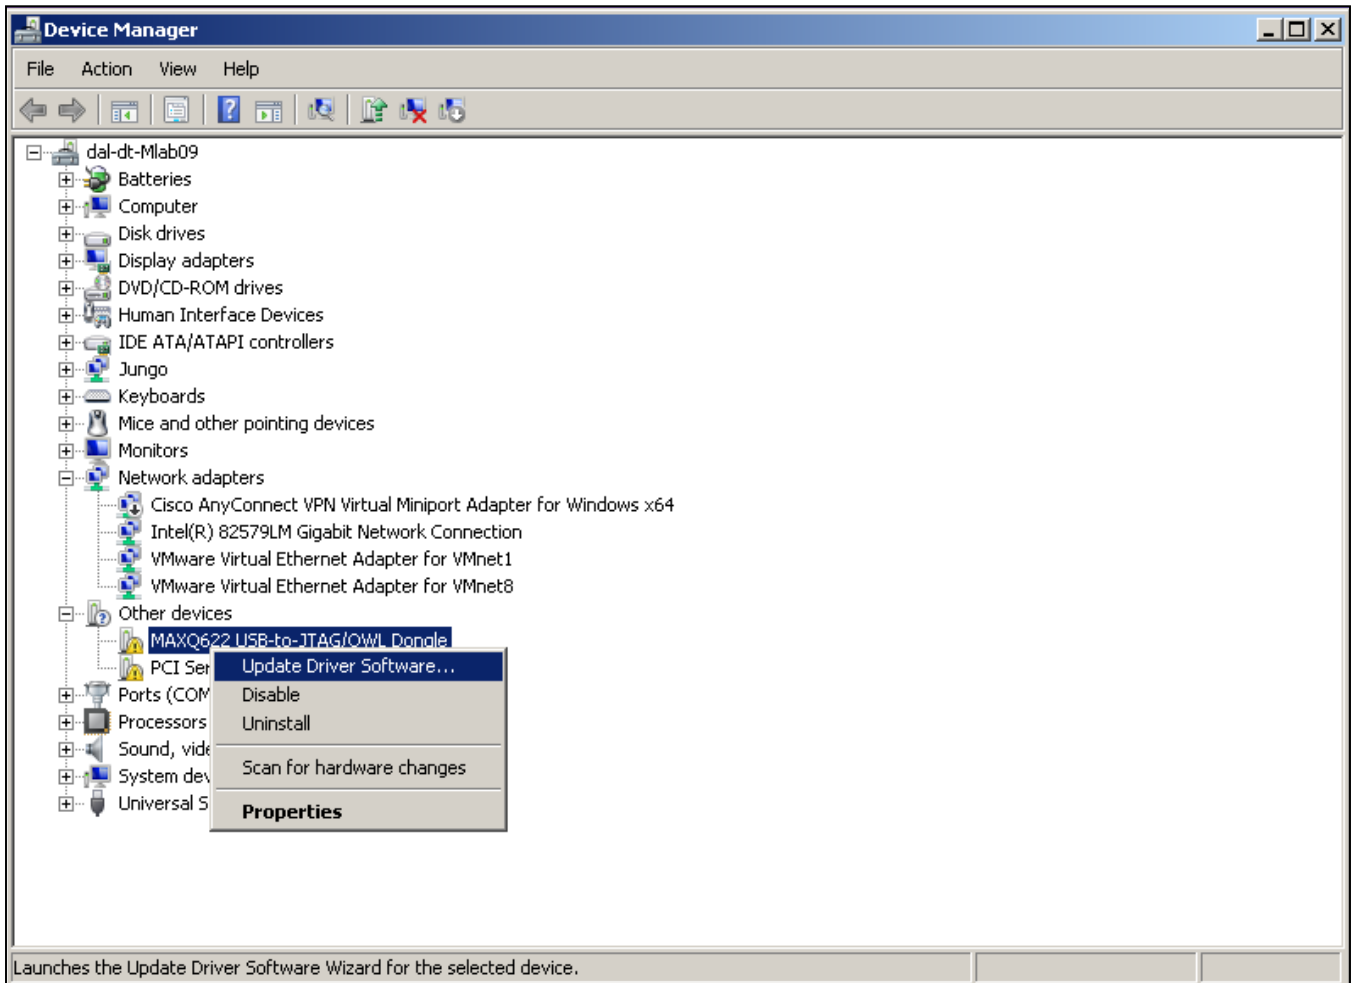 Device Manager
File Action View Help
dal-dt-Mlab09
Batteries
Computer
Disk drives
Display adapters
DVD/CD-ROM drives
Human Interface Devices
IDE ATA/ATAPI controllers
Jungo
Keyboards
Mice and other pointing devices
Monitors
Network adapters
Cisco AnyConnect VPN Virtual Miniport Adapter for Windows x64
Intel(R) 82579LM Gigabit Network Connection
VMware Virtual Ethernet Adapter for VMnet1
VMware Virtual Ethernet Adapter for VMnet8
Other devices
MAXQ622 USB-to-JTAG/OWL Dongle
PCI Ser
Update Driver Software...
Ports (COM
Disable
Processors
Uninstall
Sound, vide
System dev
Scan for hardware changes
Universal S
Properties
Launches the Update Driver Software Wizard for the selected device.